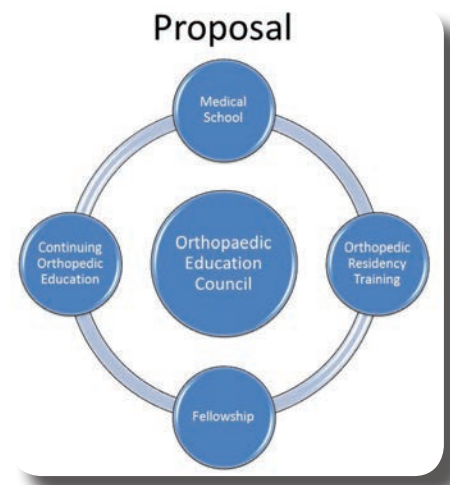 Proposal
Medical
School
Continuing
Orthopedic
Education
Orthopaedic
Education
Council
Orthopedic
Residency
Training
Fellowship